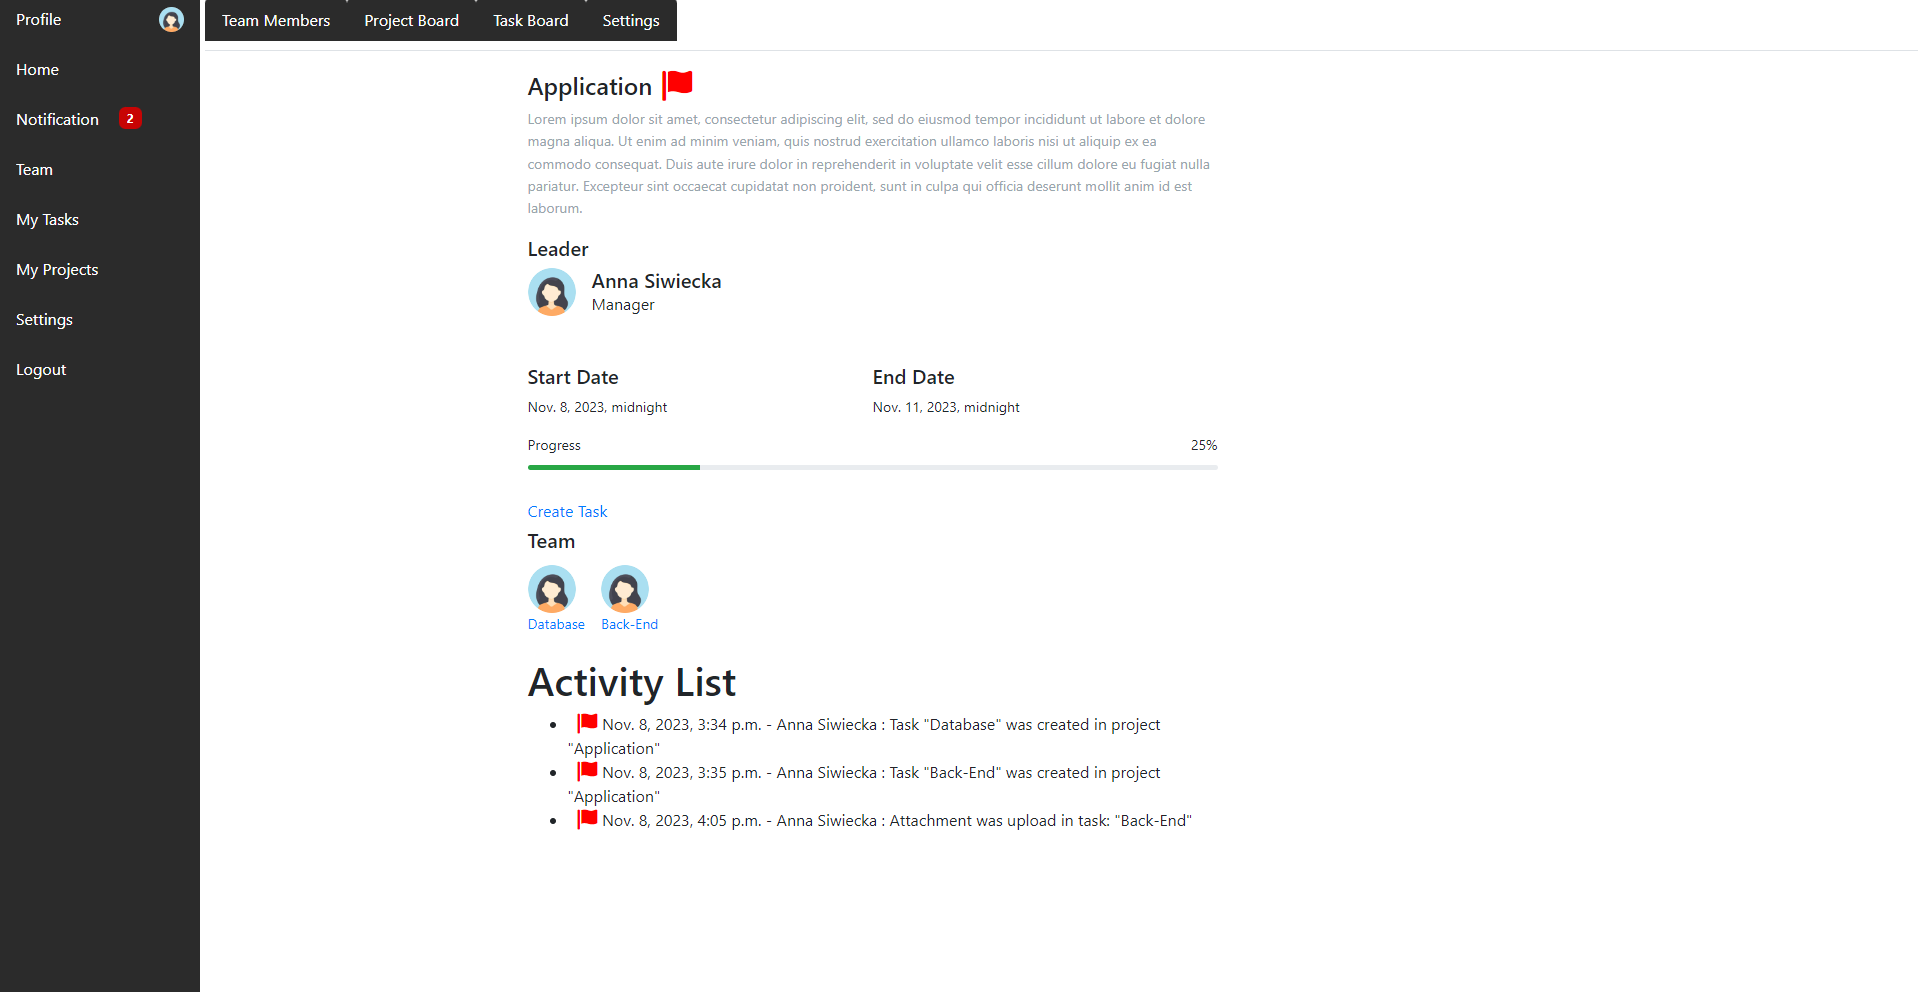 Profile
Home
Notification 2
Team
My Tasks
My Projects
Settings
Logout
Team Members Project Board Task Board Settings
Application
Lorem ipsum dolor sit amet, consectetur adipiscing elit, sed do eiusmod tempor incididunt ut labore et dolore
magna aliqua. Ut enim ad minim veniam, quis nostrud exercitation ullamco laboris nisi ut aliquip ex ea
commodo consequat. Duis aute irure dolor in reprehenderit in voluptate velit esse cillum dolore eu fugiat nulla
pariatur. Excepteur sint occaecat cupidatat non proident, sunt in culpa qui officia deserunt mollit anim id est
laborum.
Leader
Anna Siwiecka
Manager
Start Date End Date
Nov. 8, 2023, midnight Nov. 11, 2023, midnight
Progress 25%
Create Task
Team
Database Back-End
Activity List
Nov. 8, 2023, 3:34 p.m. - Anna Siwiecka : Task "Database" was created in project
"Application"
Nov. 8, 2023, 3:35 p.m. - Anna Siwiecka : Task "Back-End" was created in project
"Application"
Nov. 8, 2023, 4:05 p.m. - Anna Siwiecka : Attachment was upload in task: "Back-End"